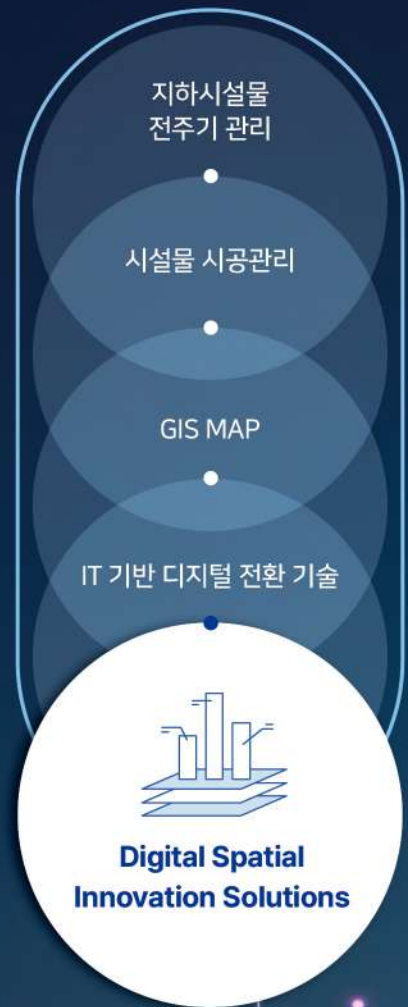 지하시설물
전주기 관리
시설물 시공관리
GIS MAP
IT 기반 디지털 전환 기술
Digital Spatial
Innovation Solutions